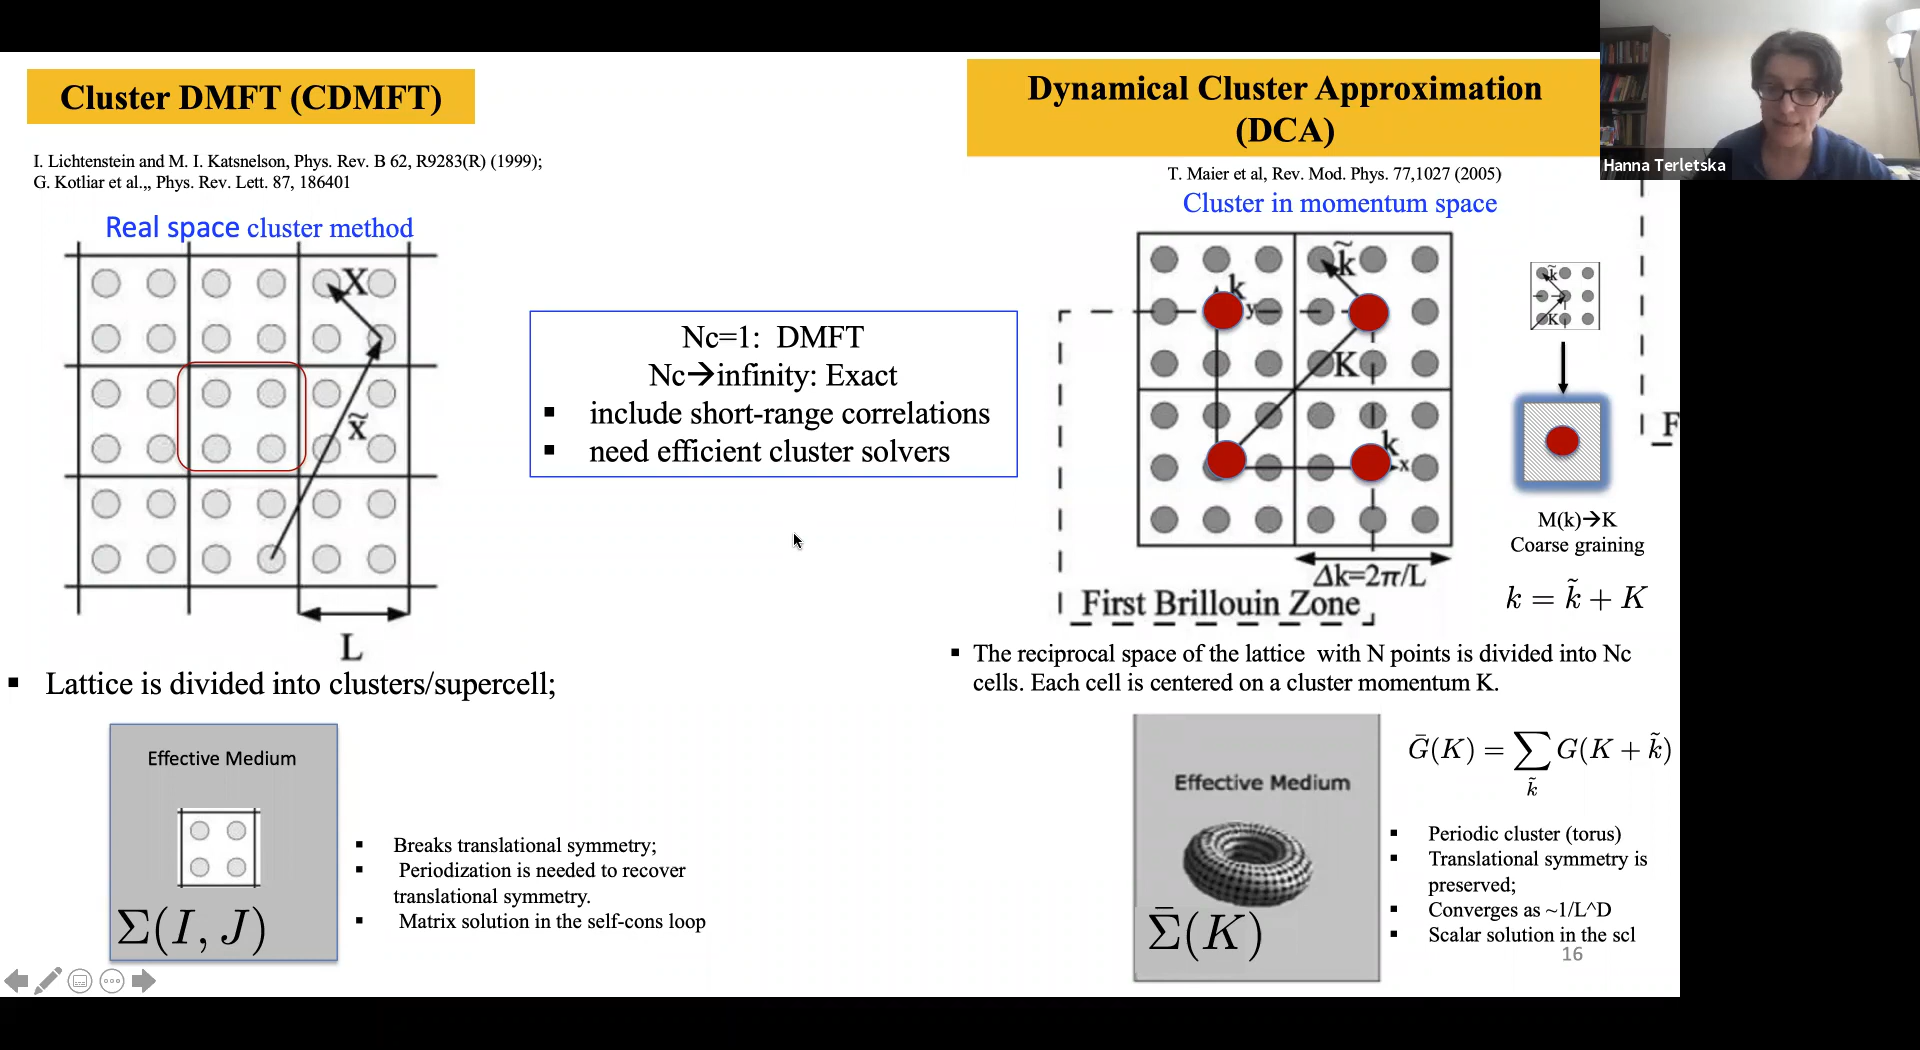 Cluster DMFT (CDMFT)
I. Lichtenstein and M. I. Katsnelson, Phys. Rev. B 62, R9283(R) (1999);
G. Kotliar et al.,, Phys. Rev. Lett. 87, 186401
Real space cluster method
X
x̃
L
▪ Lattice is divided into clusters/supercell;
Effective Medium
Σ(I, J)
▪ Breaks translational symmetry;
▪ Periodization is needed to recover
translational symmetry.
▪ Matrix solution in the self-cons loop
Nc=1: DMFT
Nc→infinity: Exact
▪ include short-range correlations
▪ need efficient cluster solvers
Dynamical Cluster Approximation
(DCA)
T. Maier et al, Rev. Mod. Phys. 77,1027 (2005)
Cluster in momentum space
k̃
k
y
K
k
x
Δk=2π/L
First Brillouin Zone
k̃
K
F
M(k)→K
Coarse graining
k = k̃ + K
▪ The reciprocal space of the lattice with N points is divided into Nc
cells. Each cell is centered on a cluster momentum K.
Effective Medium
Σ̄(K)
Ḡ(K) = ∑ G(K + k̃)
k̃
▪ Periodic cluster (torus)
▪ Translational symmetry is
preserved;
▪ Converges as ~1/L^D
▪ Scalar solution in the scl
16
Hanna Terletska